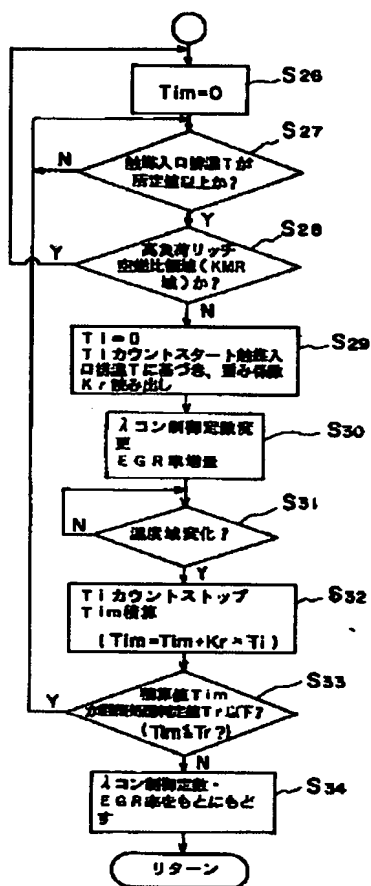 S26
Tim=0
S27
触媒入口排温Tが
所定値以上か?
N
Y
S28
高負荷リッチ
空燃比領域(KMR
域)か?
Y
N
S29
Ti=0
Tiカウントスタート触媒入
口排温Tに基づき、重み係数
Kr読み出し
S30
λコン制御定数変
更
EGR率増量
S31
温度域変化?
N
Y
S32
Tiカウントストップ
Tim積算
(Tim=Tim+Kr×Ti)
S33
積算値Tim
判定値Tr以下?
(Tim≦Tr?)
Y
N
S34
λコン制御定数・
EGR率をもとにもど
す
リターン